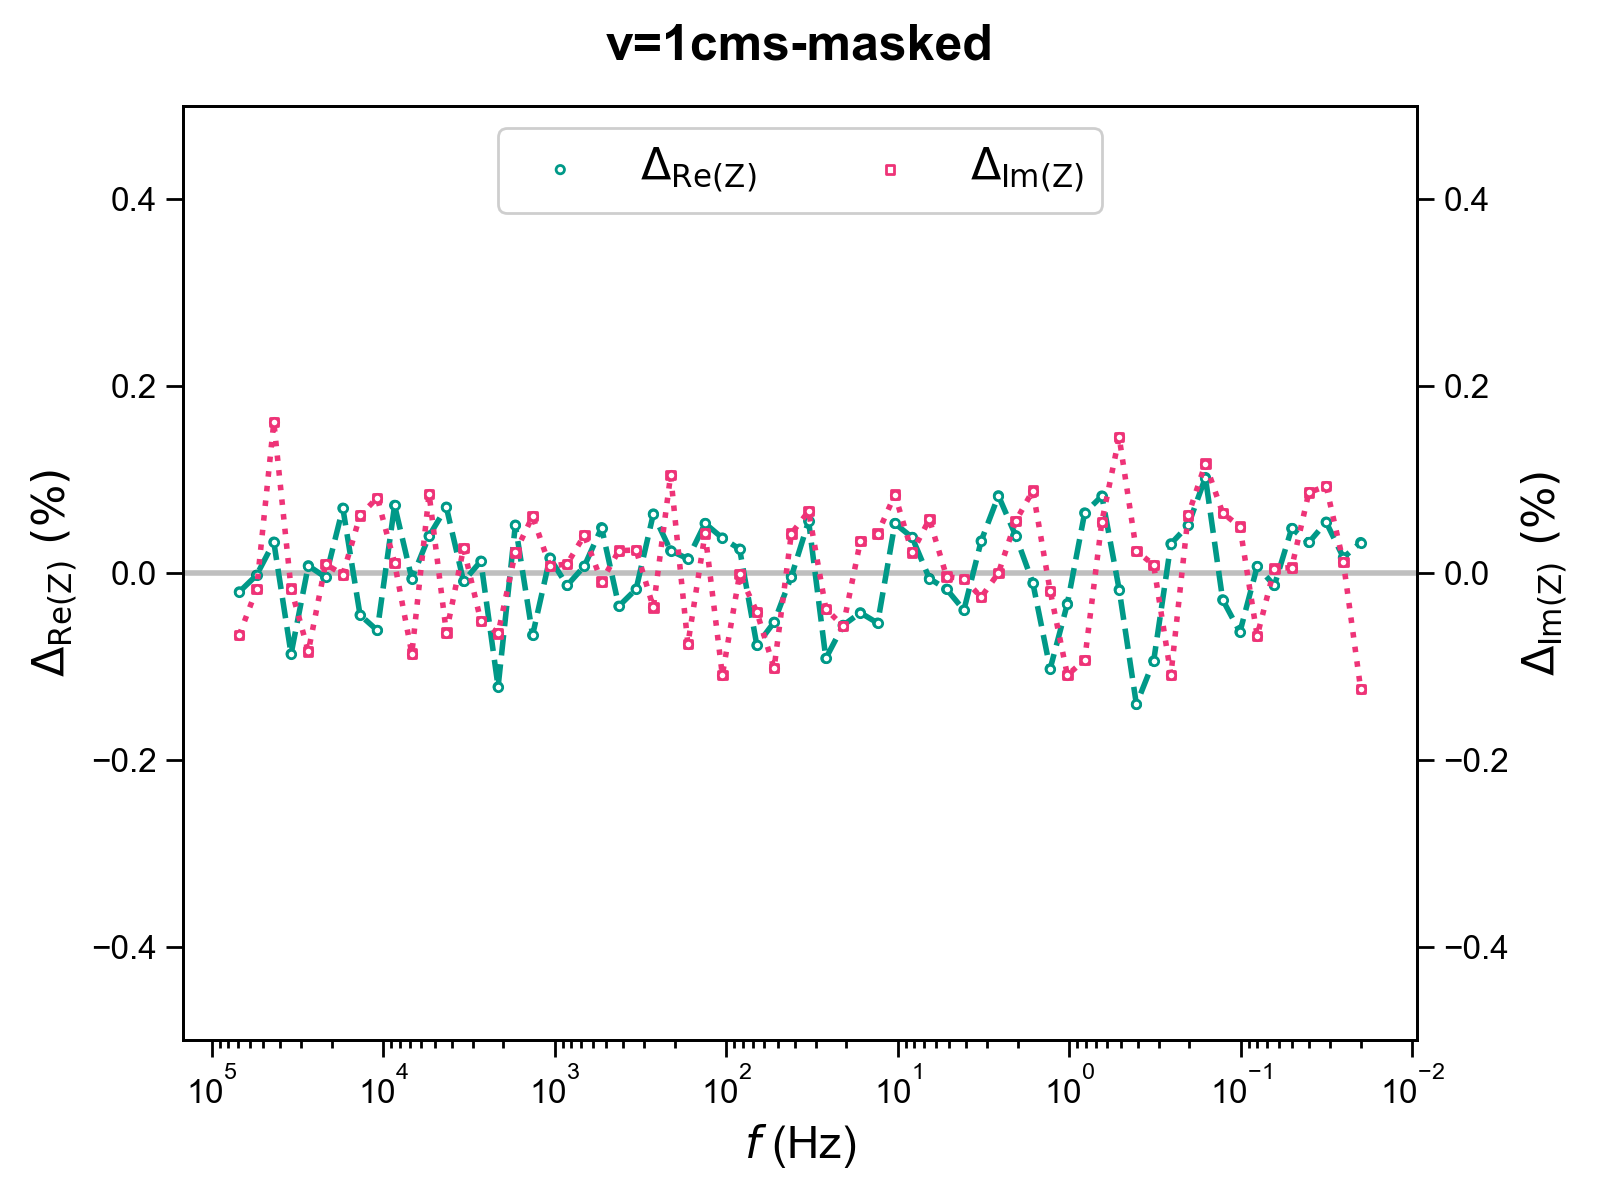 v=1cms-masked
Δ_Re(Z) Δ_Im(Z)
0.4 0.4
0.2 0.2
0.0 0.0
−0.2 −0.2
−0.4 −0.4
Δ_Re(Z) (%)
Δ_Im(Z) (%)
10^5 10^4 10^3 10^2 10^1 10^0 10^−1 10^−2
f (Hz)